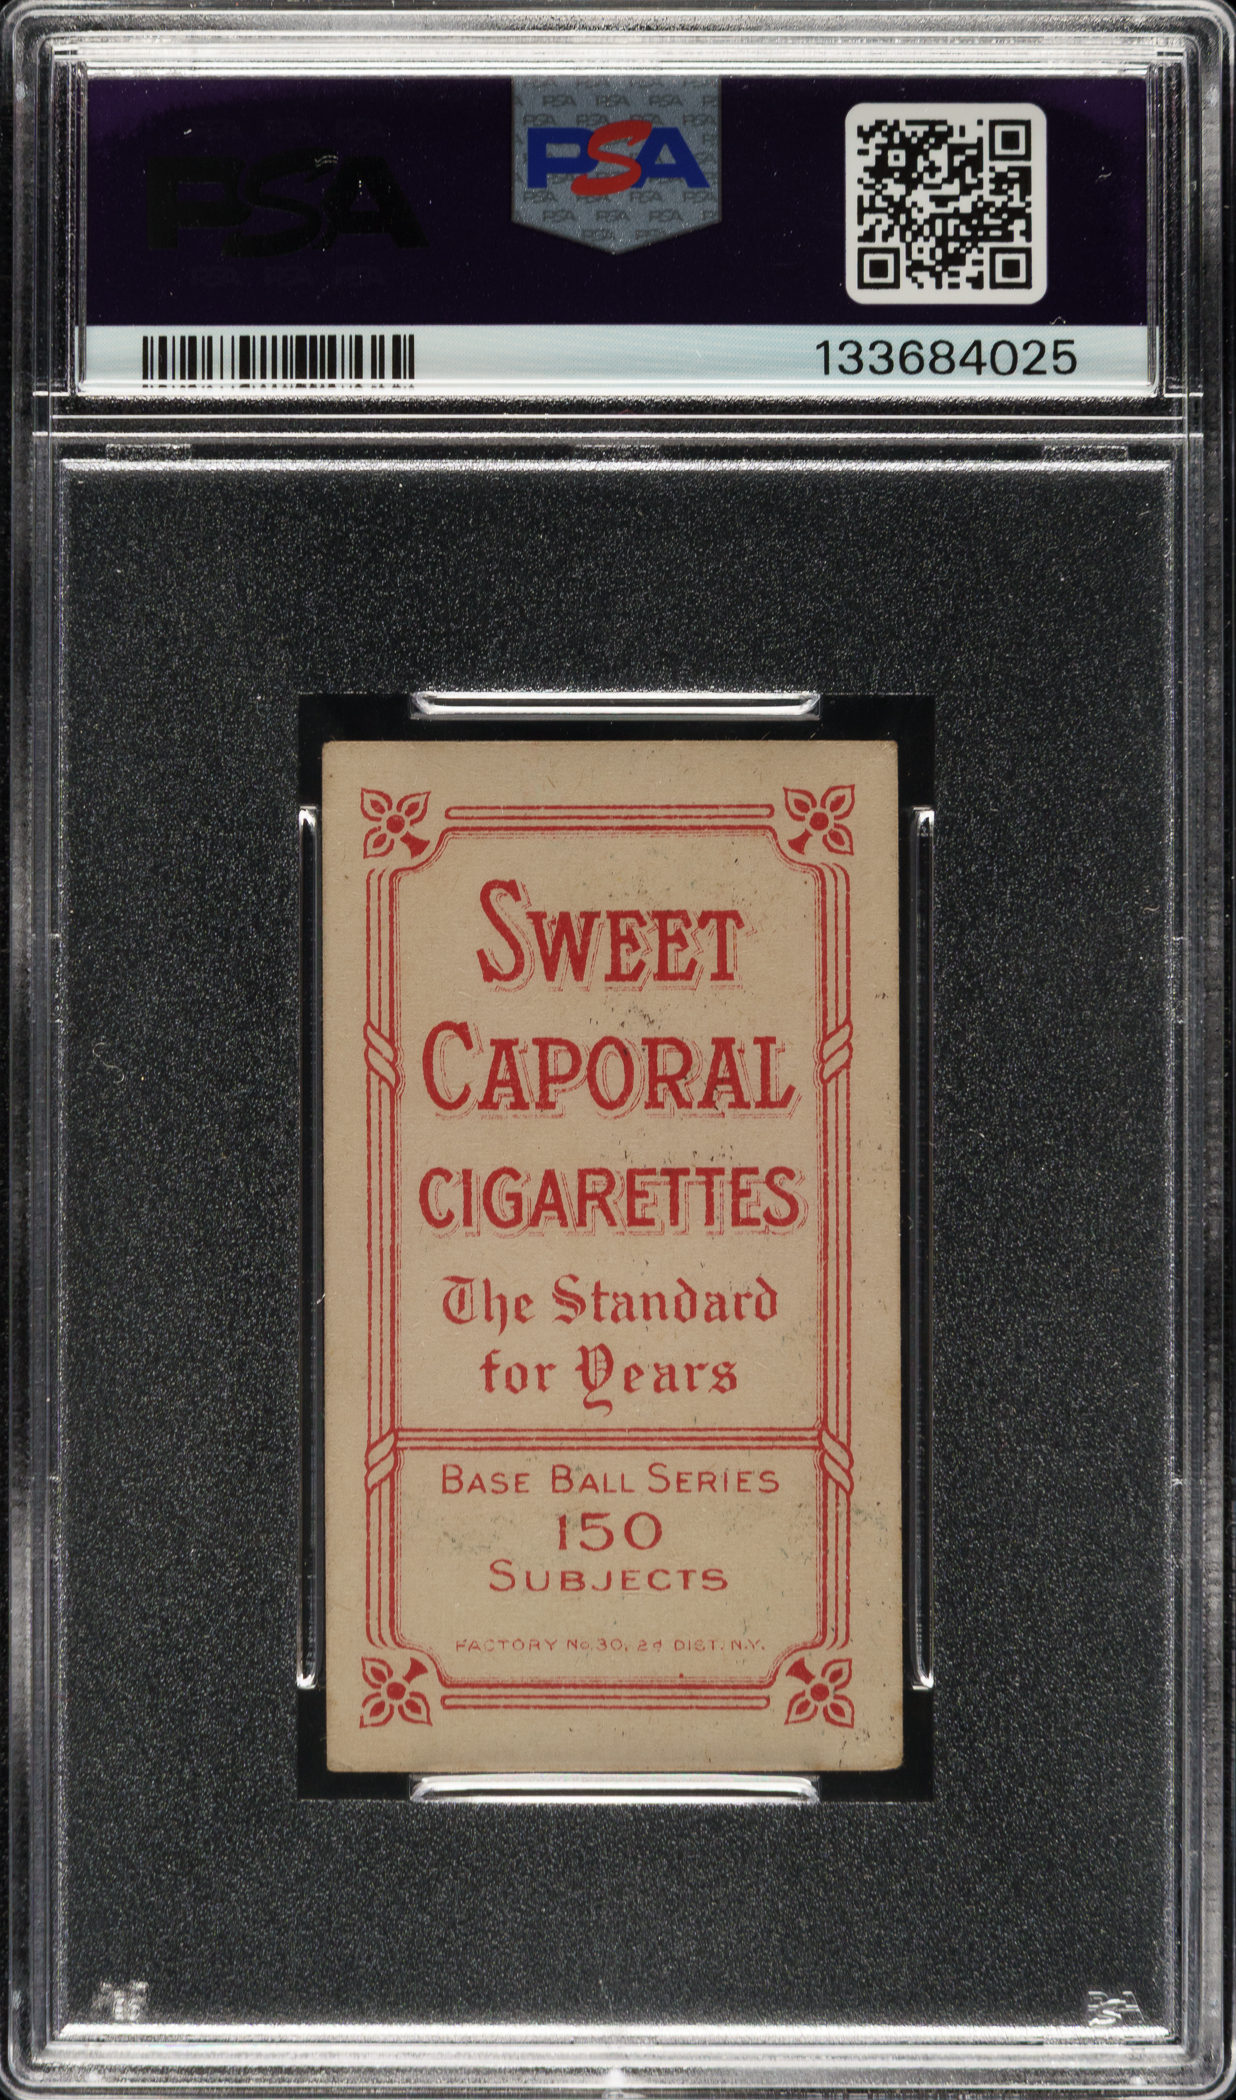 PSA
PSA
133684025
SWEET
CAPORAL
CIGARETTES
The Standard
for Years
BASE BALL SERIES
150
SUBJECTS
FACTORY No. 30, 2d DIST. N.Y.
PSA